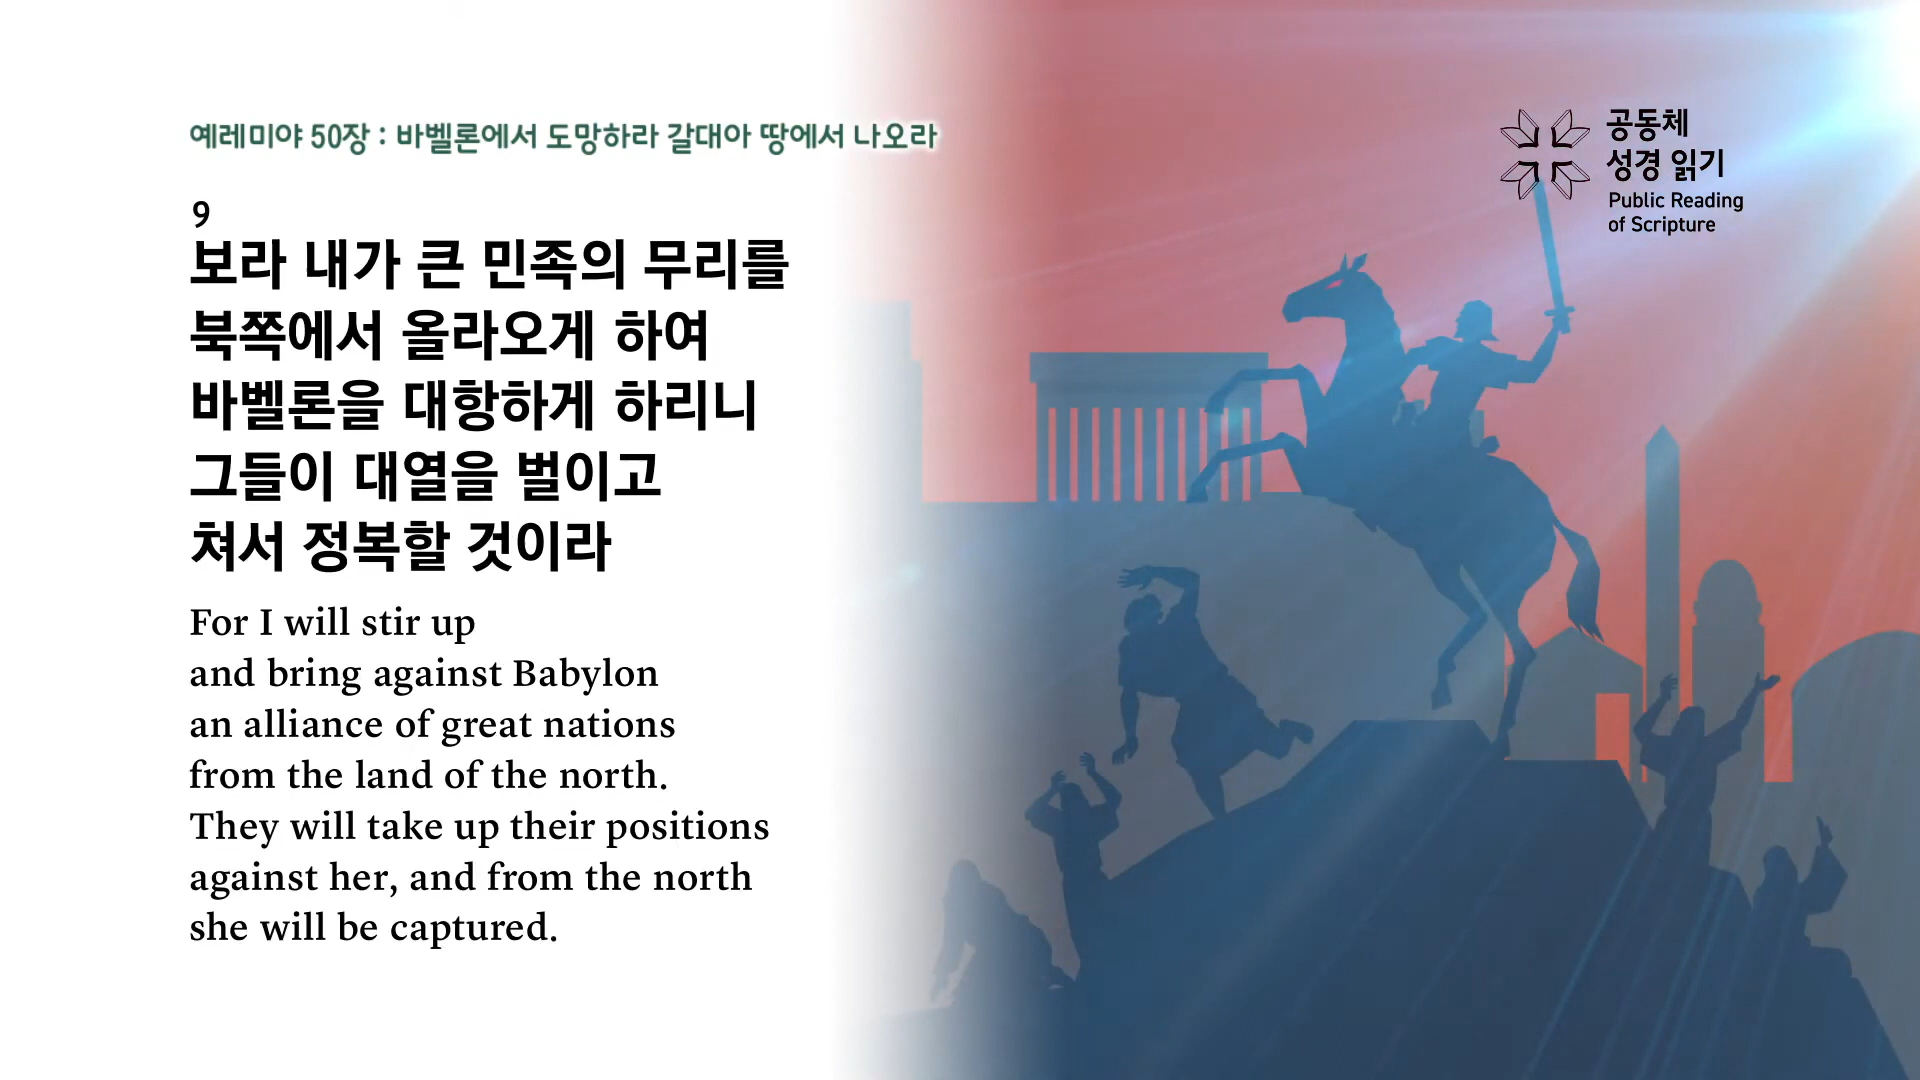 예레미야 50장 : 바벨론에서 도망하라 갈대아 땅에서 나오라
공동체
성경 읽기
Public Reading
of Scripture
9
보라 내가 큰 민족의 무리를
북쪽에서 올라오게 하여
바벨론을 대항하게 하리니
그들이 대열을 벌이고
쳐서 정복할 것이라
For I will stir up
and bring against Babylon
an alliance of great nations
from the land of the north.
They will take up their positions
against her, and from the north
she will be captured.